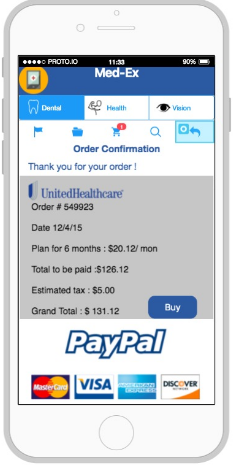 PROTO.IO 11:33 90%
Med-Ex
Dental Health Vision
1
Order Confirmation
Thank you for your order !
UnitedHealthcare
Order # 549923
Date 12/4/15
Plan for 6 months : $20.12/ mon
Total to be paid :$126.12
Estimated tax : $5.00
Grand Total : $ 131.12
Buy
PayPal
MasterCard VISA AMERICAN EXPRESS DISCOVER